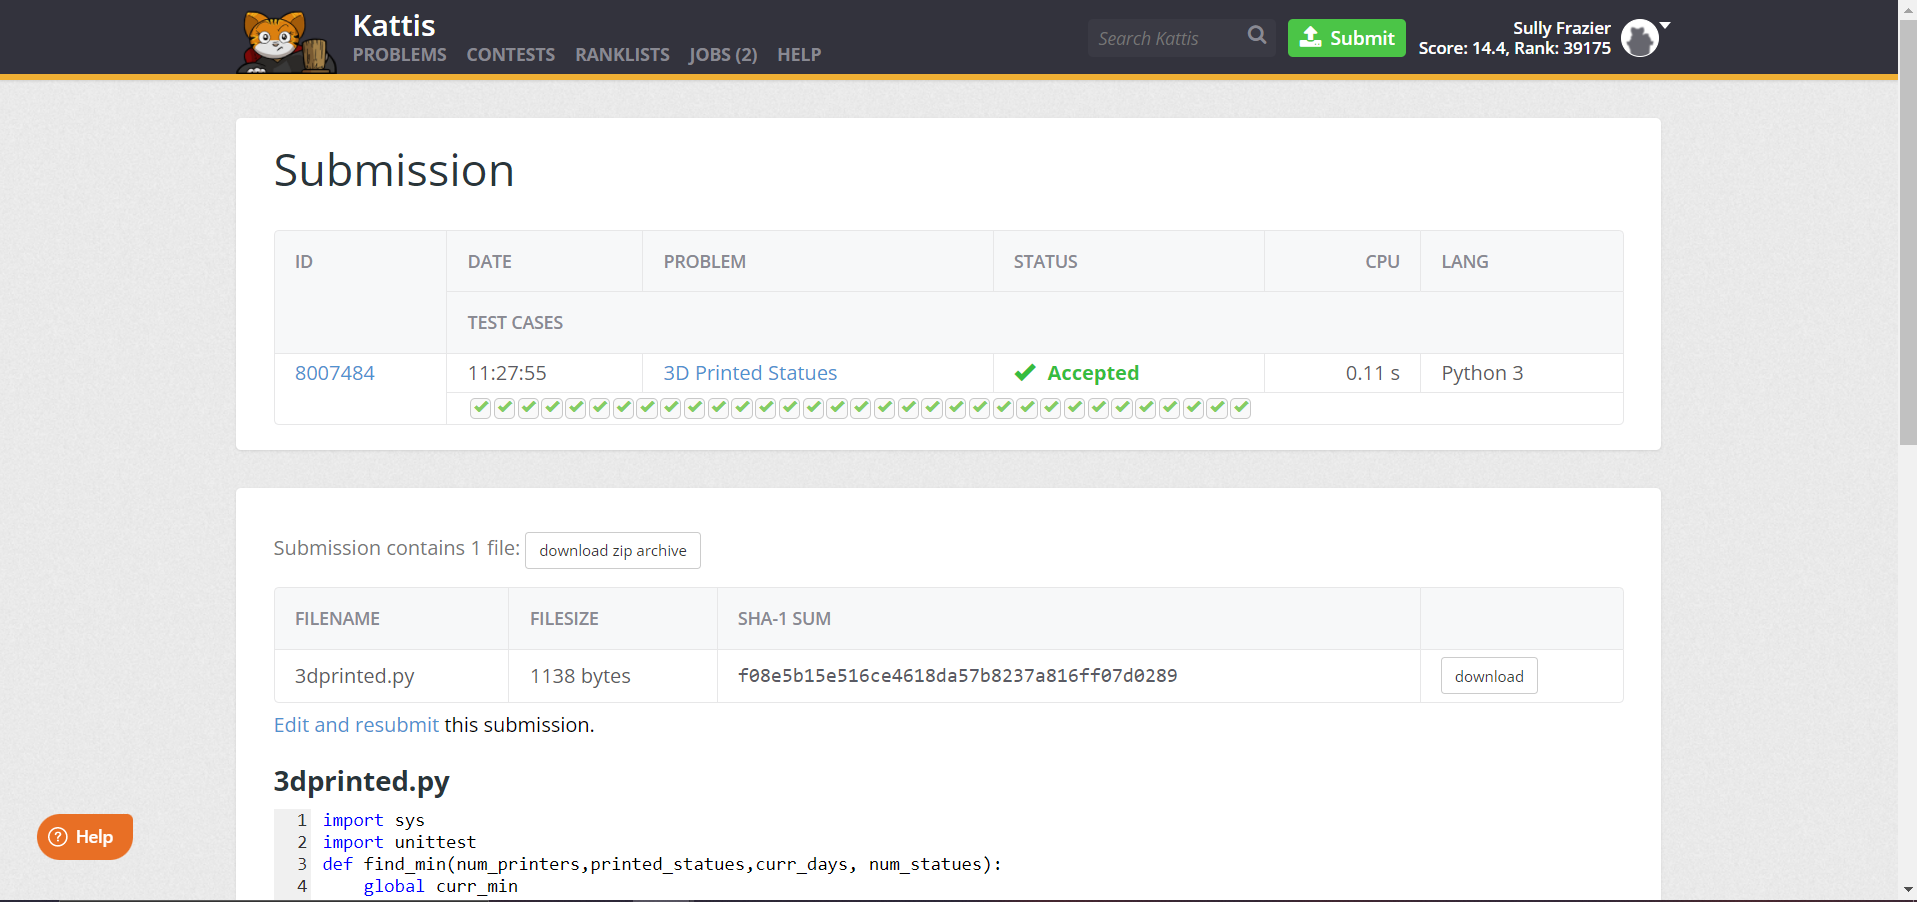 Kattis
PROBLEMS CONTESTS RANKLISTS JOBS (2) HELP
Search Kattis
Submit
Sully Frazier
Score: 14.4, Rank: 39175
Submission
ID DATE PROBLEM STATUS CPU LANG
TEST CASES
8007484 11:27:55 3D Printed Statues Accepted 0.11 s Python 3
Submission contains 1 file: download zip archive
FILENAME FILESIZE SHA-1 SUM
3dprinted.py 1138 bytes f08e5b15e516ce4618da57b8237a816ff07d0289 download
Edit and resubmit this submission.
3dprinted.py
1 import sys
2 import unittest
3 def find_min(num_printers,printed_statues,curr_days, num_statues):
4 global curr_min
Help